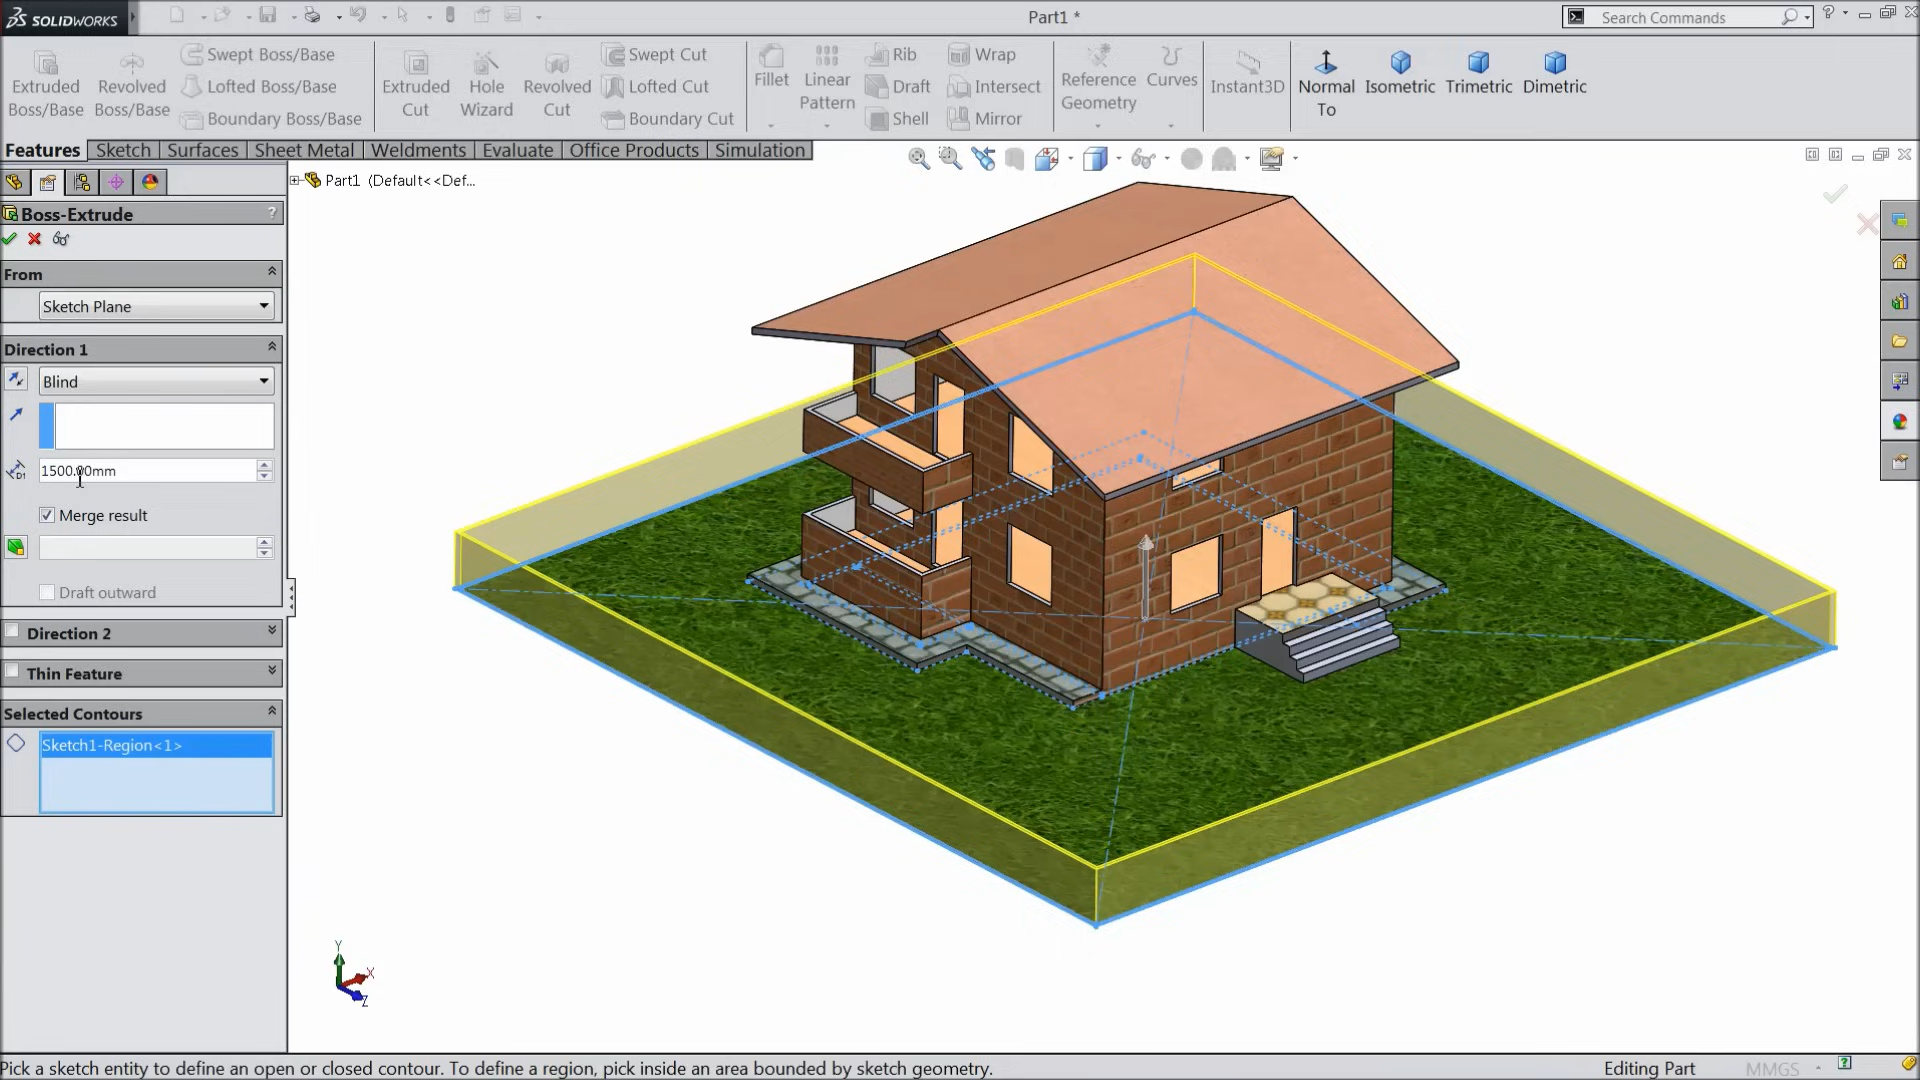 SOLIDWORKS
Part1 *
Search Commands
Extruded Boss/Base
Revolved Boss/Base
Swept Boss/Base
Lofted Boss/Base
Boundary Boss/Base
Extruded Cut
Hole Wizard
Revolved Cut
Swept Cut
Lofted Cut
Boundary Cut
Fillet
Linear Pattern
Rib
Draft
Shell
Wrap
Intersect
Mirror
Reference Geometry
Curves
Instant3D
Normal To
Isometric
Trimetric
Dimetric
Features
Sketch
Surfaces
Sheet Metal
Weldments
Evaluate
Office Products
Simulation
Part1 (Default<<Def...
Boss-Extrude
?
From
Sketch Plane
Direction 1
Blind
D1
1500.00mm
Merge result
Draft outward
Direction 2
Thin Feature
Selected Contours
Sketch1-Region<1>
Y
X
Z
Pick a sketch entity to define an open or closed contour. To define a region, pick inside an area bounded by sketch geometry.
Editing Part
MMGS
?